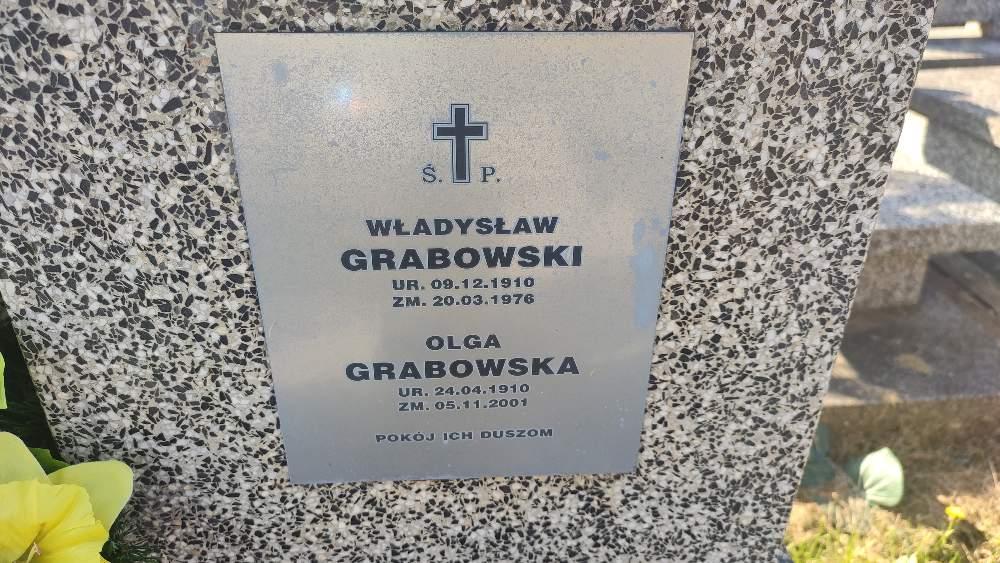 Ś. P.
WŁADYSŁAW
GRABOWSKI
UR. 09.12.1910
ZM. 20.03.1976
OLGA
GRABOWSKA
UR. 24.04.1910
ZM. 05.11.2001
POKÓJ ICH DUSZOM